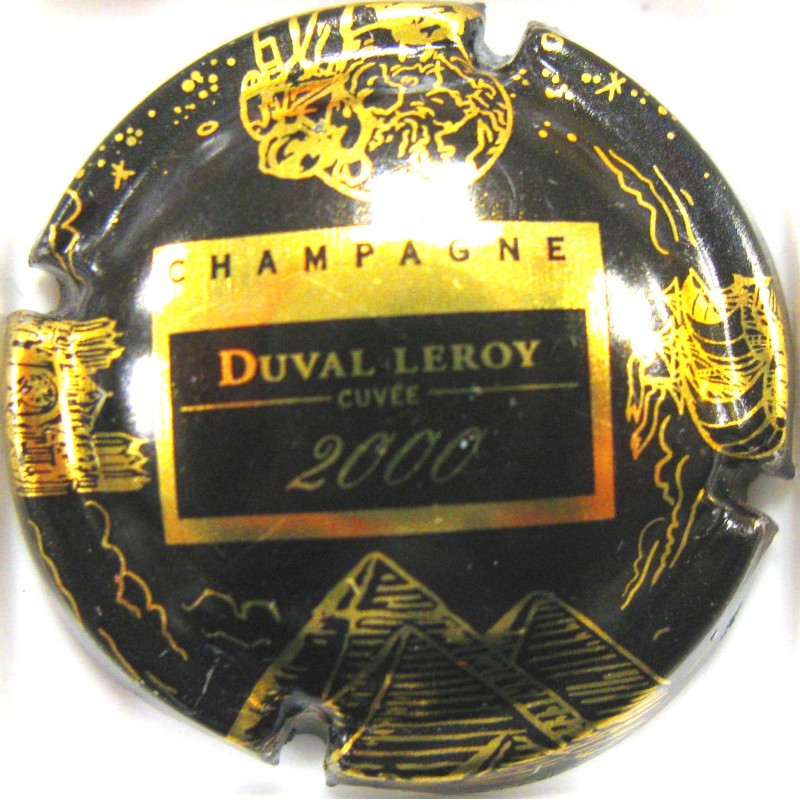 CHAMPAGNE
DUVAL LEROY
CUVÉE
2000